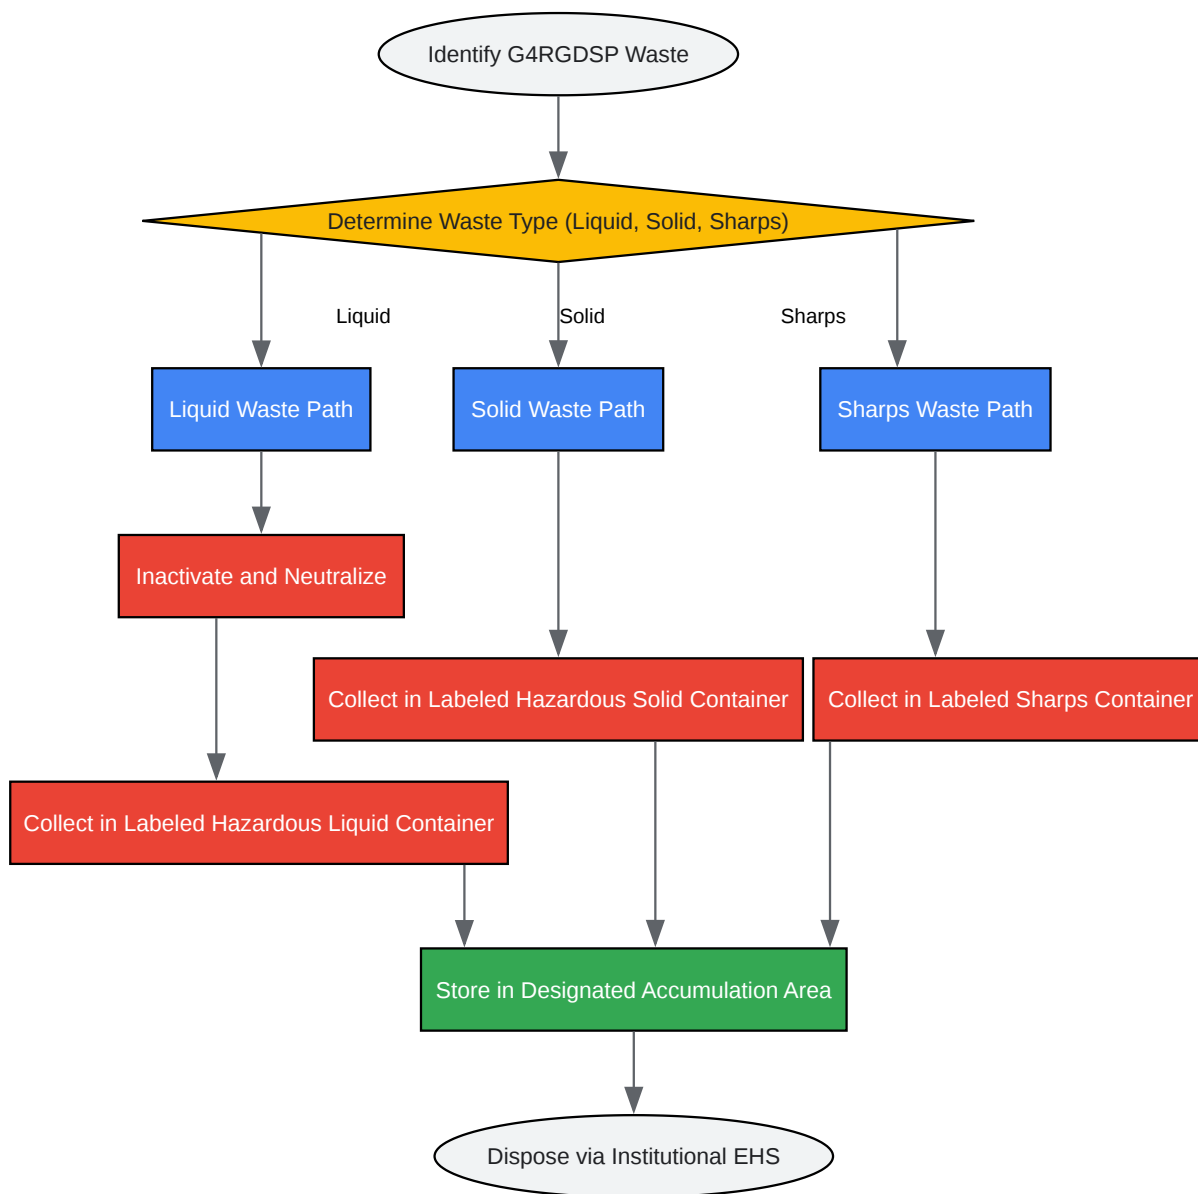 Identify G4RGDSP Waste
Determine Waste Type (Liquid, Solid, Sharps)
Liquid
Solid
Sharps
Liquid Waste Path
Solid Waste Path
Sharps Waste Path
Inactivate and Neutralize
Collect in Labeled Hazardous Solid Container
Collect in Labeled Sharps Container
Collect in Labeled Hazardous Liquid Container
Store in Designated Accumulation Area
Dispose via Institutional EHS